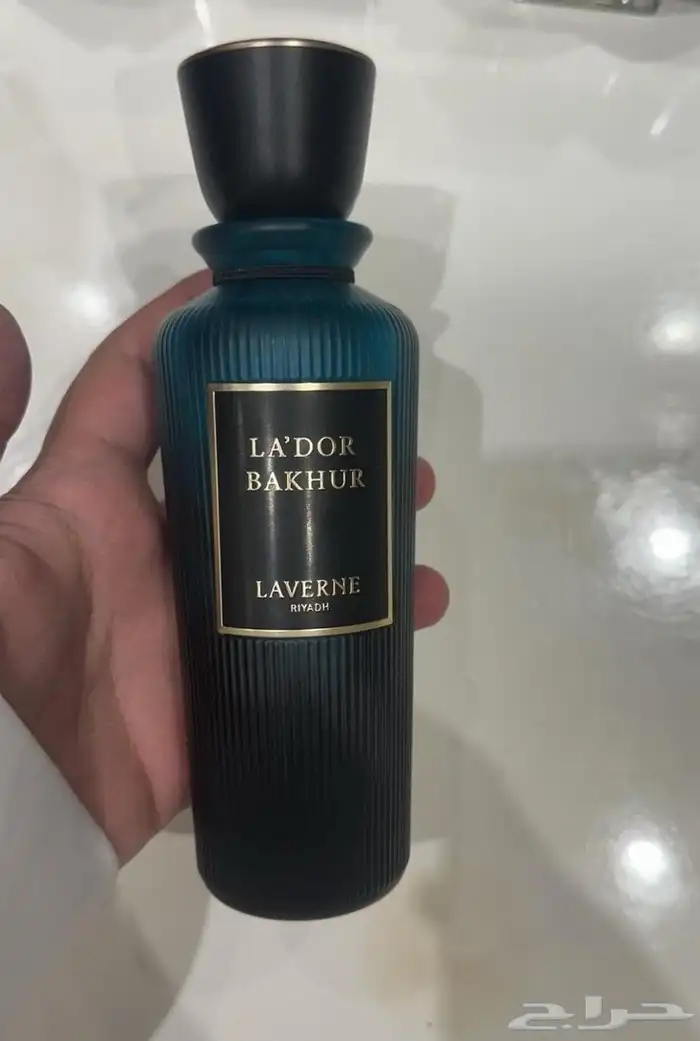 LA'DOR
BAKHUR
LAVERNE
RIYADH
حراج